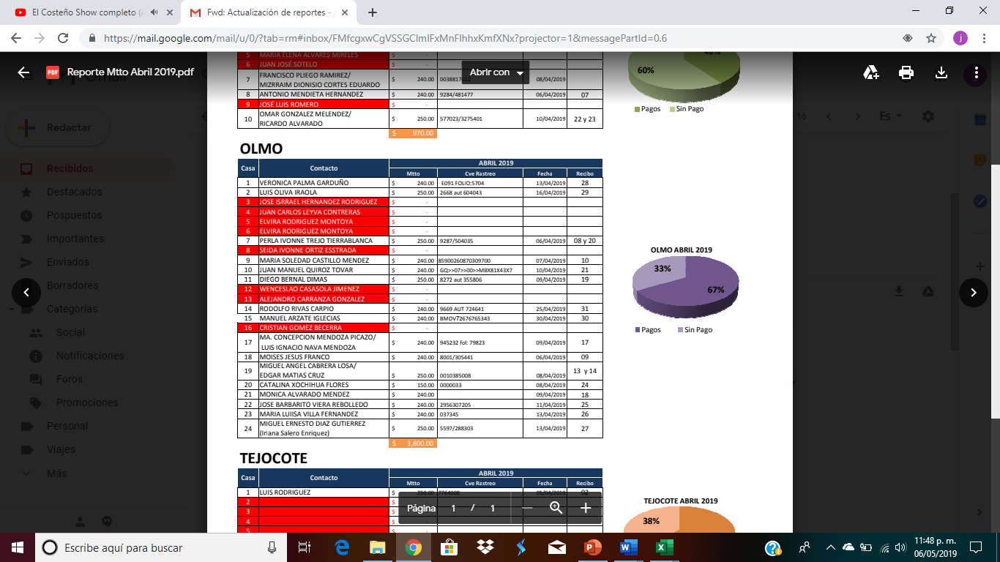 El Costeño Show completo (
Fwd: Actualización de reportes -
https://mail.google.com/mail/u/0/?tab=rm#inbox/FMfcgxwCgVSSGClmlFxMnFlhhxKmfXNx?projector=1&messagePartId=0.6
j
PDF Reporte Mtto Abril 2019.pdf
Abrir con
Redactar
Recibidos
Destacados
Pospuestos
Importantes
Enviados
Borradores
Categorías
Social
Notificaciones
Foros
Promociones
Personal
Viajes
Más
16
Es
5 MARIA ELENA ALVARES MIRELES $ -
6 JUAN JOSÉ SOTELO $ -
7 FRANCISCO PLIEGO RAMIREZ/ MIZRRAIM DIONISIO CORTES EDUARDO $ 240.00 08/04/2019
8 ANTONIO MENDIETA HERNANDEZ $ 240.00 9284/481477 06/04/2019 07
9 JOSÉ LUIS ROMERO $ -
10 OMAR GONZALEZ MELENDEZ/ RICARDO ALVARADO $ 250.00 577023/3275401 10/04/2019 22 y 23
$ 970.00
40%
60%
Pagos Sin Pago
OLMO
Casa Contacto ABRIL 2019
Mtto Cve Rastreo Fecha Recibo
1 VERONICA PALMA GARDUÑO $ 240.00 E091 FOLIO:5704 13/04/2019 28
2 LUIS OLIVA IRAOLA $ 250.00 2668 aut 604043 16/04/2019 29
3 JOSE ISRRAEL HERNANDEZ RODRIGUEZ $ -
4 JUAN CARLOS LEYVA CONTRERAS $ -
5 ELVIRA RODRIGUEZ MONTOYA $ -
6 ELVIRA RODRIGUEZ MONTOYA $ -
7 PERLA IVONNE TREJO TIERRABLANCA $ 250.00 9287/504035 06/04/2019 08 y 20
8 SEIDA IVONNE ORTIZ ESSTRADA $ -
9 MARIA SOLEDAD CASTILLO MENDEZ $ 240.00 85900260870309700 07/04/2019 10
10 JUAN MANUEL QUIROZ TOVAR $ 240.00 GQ>>07>>00>>MBX81X43X7 10/04/2019 21
11 DIEGO BERNAL DIMAS $ 250.00 8272 aut 355806 09/04/2019 19
12 WENCESLAO CASASOLA JIMENEZ $ -
13 ALEJANDRO CARRANZA GONZALEZ $ -
14 RODOLFO RIVAS CARPIO $ 240.00 9669 AUT 724641 25/04/2019 31
15 MANUEL ARZATE IGLECIAS $ 240.00 BMOV72676765343 30/04/2019 30
16 CRISTIAN GOMEZ BECERRA $ -
17 MA. CONCEPCION MENDOZA PICAZO/ LUIS IGNACIO NAVA MENDOZA $ 240.00 945232 fol: 79823 09/04/2019 17
18 MOISES JESUS FRANCO $ 240.00 8001/305441 06/04/2019 09
19 MIGUEL ANGEL CABRERA LOSA/ EDGAR MATIAS CRUZ $ 250.00 0010385008 08/04/2019 13 y 14
20 CATALINA XOCHIHUA FLORES $ 150.00 0000033 08/04/2019 24
21 MONICA ALVARADO MENDEZ $ 240.00 09/04/2019 18
22 JOSE BARBARITO VIERA REBOLLEDO $ 240.00 2956307205 11/04/2019 25
23 MARIA LUIISA VILLA FERNANDEZ $ 240.00 037345 13/04/2019 26
24 MIGUEL ERNESTO DIAZ GUTIERREZ (Iriana Salero Enriquez) $ 250.00 5597/288303 13/04/2019 27
$ 3,800.00
OLMO ABRIL 2019
33%
67%
Pagos Sin Pago
TEJOCOTE
Casa Contacto ABRIL 2019
Mtto Cve Rastreo Fecha Recibo
1 LUIS RODRIGUEZ $ 250.00 7764008 05/04/2019 02
2 $
3 $
4 $
5 $ -
Página 1 / 1
TEJOCOTE ABRIL 2019
38%
Escribe aquí para buscar
11:48 p. m.
06/05/2019